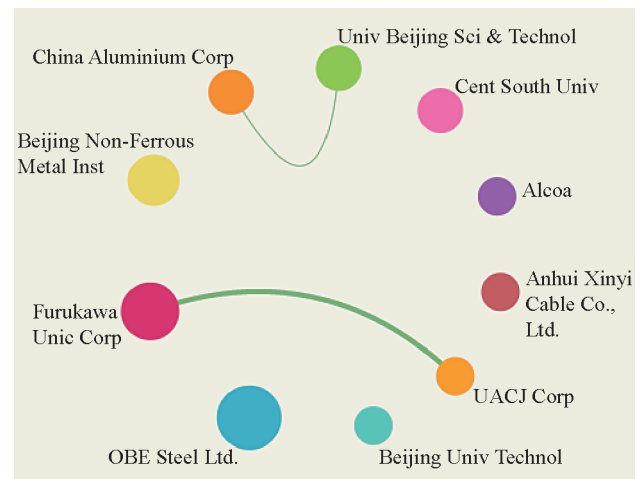 Univ Beijing Sci & Technol
China Aluminium Corp
Cent South Univ
Beijing Non-Ferrous
Metal Inst
Alcoa
Anhui Xinyi
Cable Co.,
Ltd.
Furukawa
Unic Corp
UACJ Corp
OBE Steel Ltd.
Beijing Univ Technol